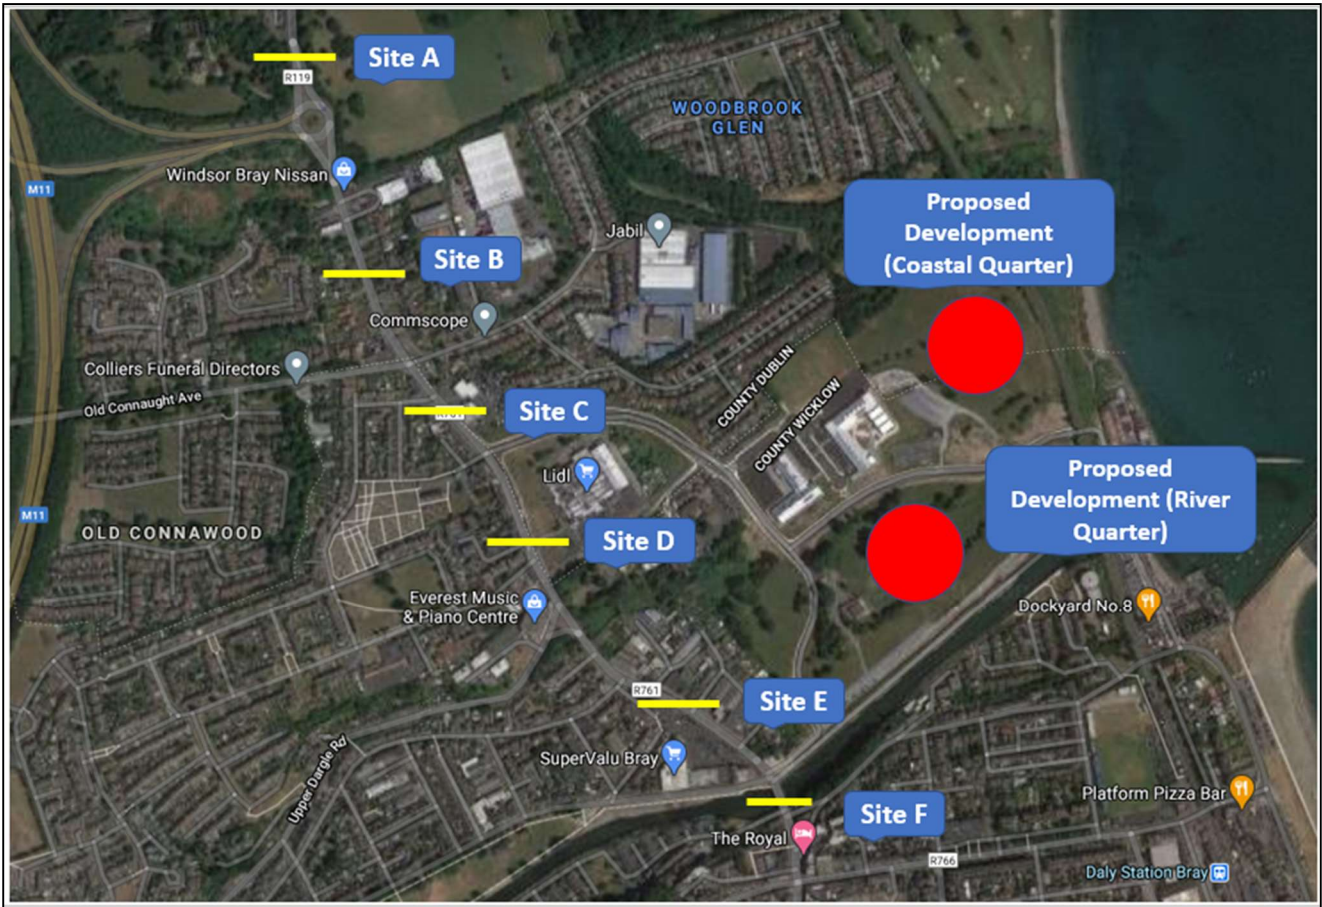 Site A
R119
WOODBROOK
GLEN
Windsor Bray Nissan
M11
Proposed
Development
(Coastal Quarter)
Jabil
Site B
Commscope
Colliers Funeral Directors
Old Connaught Ave
COUNTY DUBLIN
COUNTY WICKLOW
Site C
Lidl
Proposed
Development (River
Quarter)
M11
OLD CONNAWOOD
Site D
Everest Music
& Piano Centre
Dockyard No.8
R761
Site E
SuperValu Bray
Upper Dargle Rd
Platform Pizza Bar
Site F
The Royal
R766
Daly Station Bray